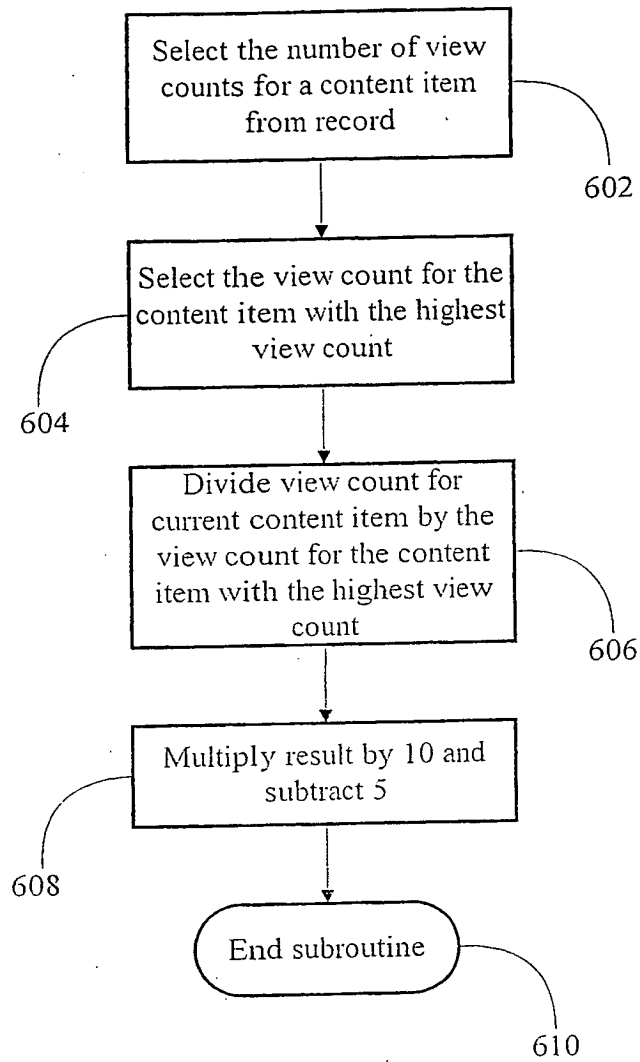 Select the number of view
counts for a content item
from record
602
Select the view count for the
content item with the highest
view count
604
Divide view count for
current content item by the
view count for the content
item with the highest view
count
606
Multiply result by 10 and
subtract 5
608
End subroutine
610